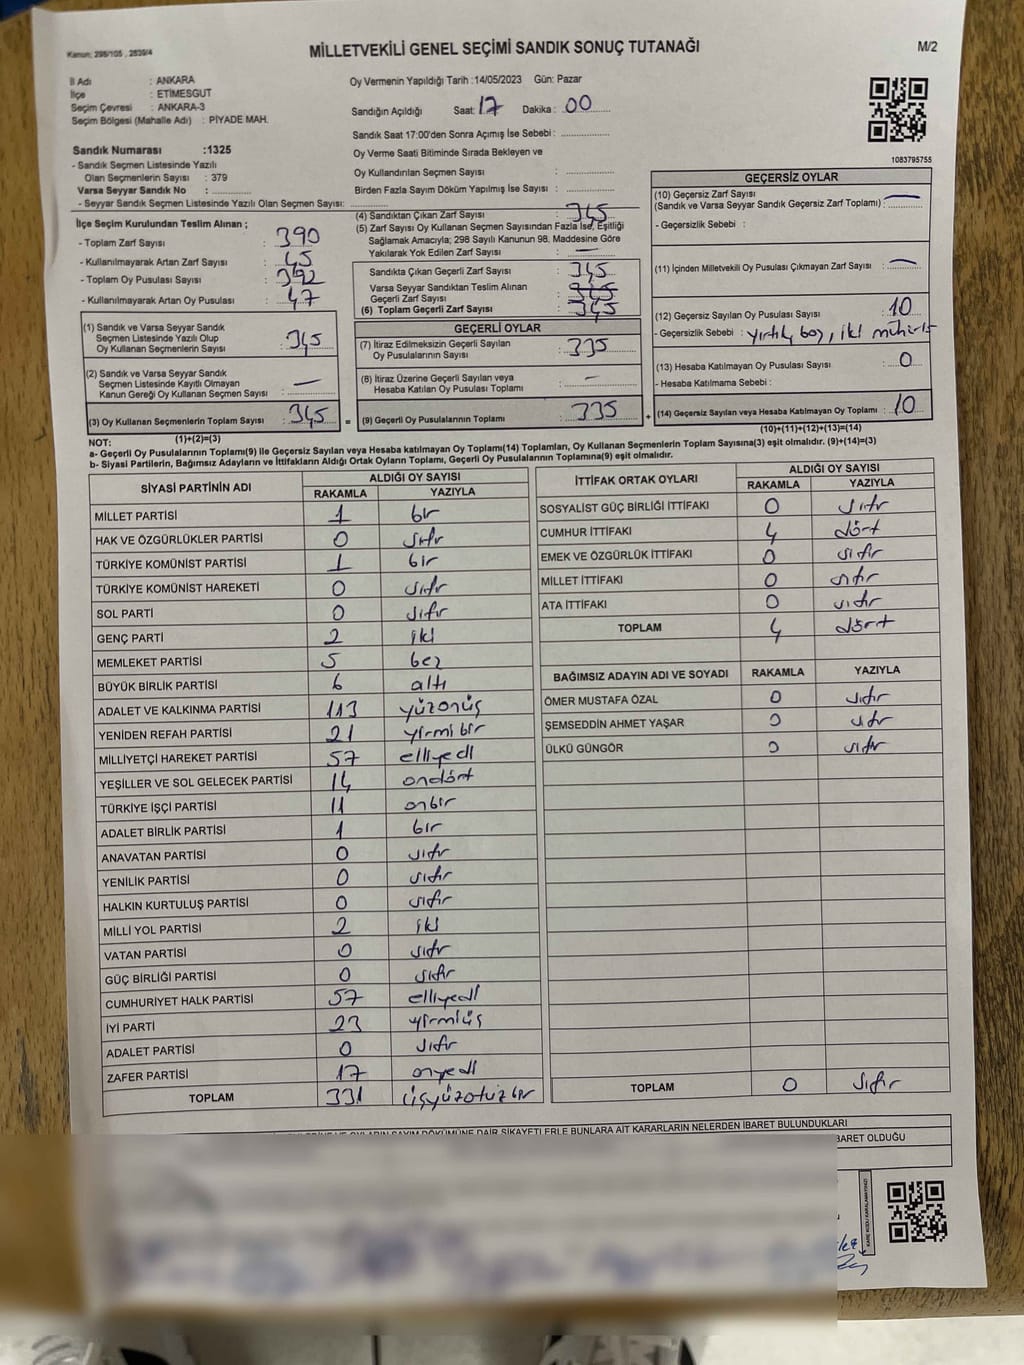 Kanun: 298/105 , 2839/4
MİLLETVEKİLİ GENEL SEÇİMİ SANDIK SONUÇ TUTANAĞI
M/2
İl Adı : ANKARA
İlçe : ETİMESGUT
Seçim Çevresi : ANKARA-3
Seçim Bölgesi (Mahalle Adı) : PİYADE MAH.
Oy Vermenin Yapıldığı Tarih :14/05/2023 Gün: Pazar
Sandığın Açıldığı Saat: 17 Dakika : 00
Sandık Saat 17:00'den Sonra Açımış İse Sebebi :
Oy Verme Saati Bitiminde Sırada Bekleyen ve
Oy Kullandırılan Seçmen Sayısı :
Birden Fazla Sayım Döküm Yapılmış İse Sayısı :
1083795755
Sandık Numarası :1325
- Sandık Seçmen Listesinde Yazılı
Olan Seçmenlerin Sayısı : 379
Varsa Seyyar Sandık No :
- Seyyar Sandık Seçmen Listesinde Yazılı Olan Seçmen Sayısı:
İlçe Seçim Kurulundan Teslim Alınan ;
- Toplam Zarf Sayısı : 390
- Kullanılmayarak Artan Zarf Sayısı : 45
- Toplam Oy Pusulası Sayısı : 392
- Kullanılmayarak Artan Oy Pusulası : 47
(1) Sandık ve Varsa Seyyar Sandık
Seçmen Listesinde Yazılı Olup
Oy Kullanan Seçmenlerin Sayısı : 345
(2) Sandık ve Varsa Seyyar Sandık
Seçmen Listesinde Kayıtlı Olmayan
Kanun Gereği Oy Kullanan Seçmen Sayısı : —
(3) Oy Kullanan Seçmenlerin Toplam Sayısı : 345
(1)+(2)=(3)
(4) Sandıktan Çıkan Zarf Sayısı : 345
(5) Zarf Sayısı Oy Kullanan Seçmen Sayısından Fazla İse, Eşitliği
Sağlamak Amacıyla; 298 Sayılı Kanunun 98. Maddesine Göre
Yakılarak Yok Edilen Zarf Sayısı : —
Sandıkta Çıkan Geçerli Zarf Sayısı : 345
Varsa Seyyar Sandıktan Teslim Alınan
Geçerli Zarf Sayısı : 345
(6) Toplam Geçerli Zarf Sayısı : 345
GEÇERLİ OYLAR
(7) İtiraz Edilmeksizin Geçerli Sayılan
Oy Pusulalarının Sayısı : 335
(8) İtiraz Üzerine Geçerli Sayılan veya
Hesaba Katılan Oy Pusulası Toplamı : —
= (9) Geçerli Oy Pusulalarının Toplamı : 335
GEÇERSİZ OYLAR
(10) Geçersiz Zarf Sayısı
(Sandık ve Varsa Seyyar Sandık Geçersiz Zarf Toplamı) : —
- Geçersizlik Sebebi :
(11) İçinden Milletvekili Oy Pusulası Çıkmayan Zarf Sayısı : —
(12) Geçersiz Sayılan Oy Pusulası Sayısı : 10
- Geçersizlik Sebebi : yırtık, boş, iki mühürlü
(13) Hesaba Katılmayan Oy Pusulası Sayısı : 0
- Hesaba Katılmama Sebebi :
+ (14) Geçersiz Sayılan veya Hesaba Katılmayan Oy Toplamı : 10
(10)+(11)+(12)+(13)=(14)
NOT:
a- Geçerli Oy Pusulalarının Toplamı(9) ile Geçersiz Sayılan veya Hesaba katılmayan Oy Toplamı(14) Toplamları, Oy Kullanan Seçmenlerin Toplam Sayısına(3) eşit olmalıdır. (9)+(14)=(3)
b- Siyasi Partilerin, Bağımsız Adayların ve İttifakların Aldığı Ortak Oyların Toplamı, Geçerli Oy Pusulalarının Toplamına(9) eşit olmalıdır.
SİYASİ PARTİNİN ADI
ALDIĞI OY SAYISI
RAKAMLA YAZIYLA
MİLLET PARTİSİ 1 bir
HAK VE ÖZGÜRLÜKLER PARTİSİ 0 sıfır
TÜRKİYE KOMÜNİST PARTİSİ 1 bir
TÜRKİYE KOMÜNİST HAREKETİ 0 sıfır
SOL PARTİ 0 sıfır
GENÇ PARTİ 2 iki
MEMLEKET PARTİSİ 5 beş
BÜYÜK BİRLİK PARTİSİ 6 altı
ADALET VE KALKINMA PARTİSİ 113 yüzonüç
YENİDEN REFAH PARTİSİ 21 yirmi bir
MİLLİYETÇİ HAREKET PARTİSİ 57 elliyedi
YEŞİLLER VE SOL GELECEK PARTİSİ 14 ondört
TÜRKİYE İŞÇİ PARTİSİ 11 onbir
ADALET BİRLİK PARTİSİ 1 bir
ANAVATAN PARTİSİ 0 sıfır
YENİLİK PARTİSİ 0 sıfır
HALKIN KURTULUŞ PARTİSİ 0 sıfır
MİLLİ YOL PARTİSİ 2 iki
VATAN PARTİSİ 0 sıfır
GÜÇ BİRLİĞİ PARTİSİ 0 sıfır
CUMHURİYET HALK PARTİSİ 57 elliyedi
İYİ PARTİ 23 yirmiüç
ADALET PARTİSİ 0 sıfır
ZAFER PARTİSİ 17 onyedi
TOPLAM 331 üçyüzotuzbir
İTTİFAK ORTAK OYLARI
ALDIĞI OY SAYISI
RAKAMLA YAZIYLA
SOSYALİST GÜÇ BİRLİĞİ İTTİFAKI 0 sıfır
CUMHUR İTTİFAKI 4 dört
EMEK VE ÖZGÜRLÜK İTTİFAKI 0 sıfır
MİLLET İTTİFAKI 0 sıfır
ATA İTTİFAKI 0 sıfır
TOPLAM 4 dört
BAĞIMSIZ ADAYIN ADI VE SOYADI RAKAMLA YAZIYLA
ÖMER MUSTAFA ÖZAL 0 sıfır
ŞEMSEDDİN AHMET YAŞAR 0 sıfır
ÜLKÜ GÜNGÖR 0 sıfır
TOPLAM 0 sıfır
OYLARIN SAYIM DÖKÜMÜNE DAİR ŞİKAYETLERLE BUNLARA AİT KARARLARIN NELERDEN İBARET BULUNDUKLARI
BARET OLDUĞU